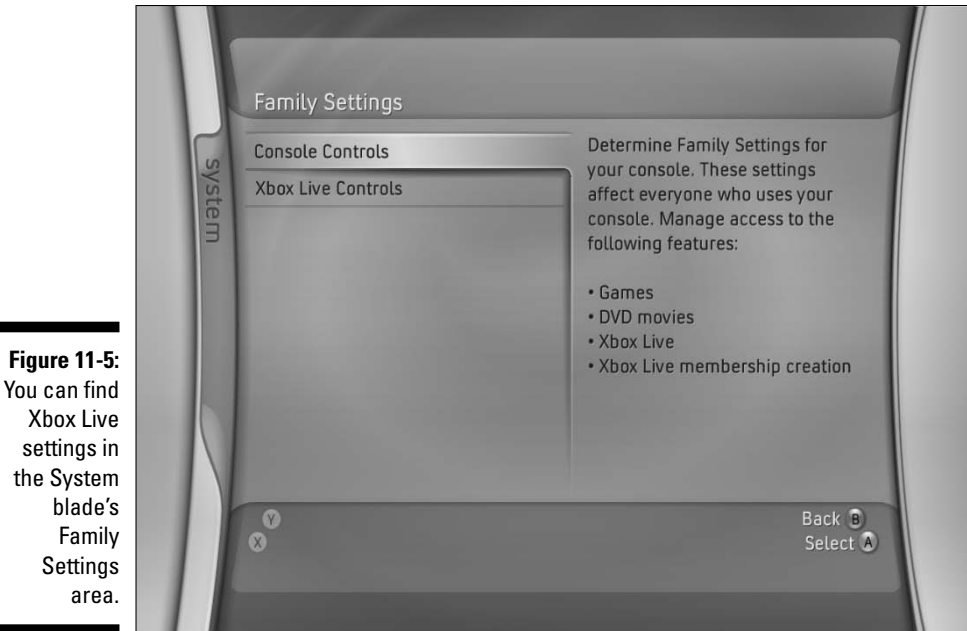 Family Settings
system
Console Controls
Xbox Live Controls
Determine Family Settings for
your console. These settings
affect everyone who uses your
console. Manage access to the
following features:
• Games
• DVD movies
• Xbox Live
• Xbox Live membership creation
Y
X
Back B
Select A
Figure 11-5:
You can find
Xbox Live
settings in
the System
blade's
Family
Settings
area.